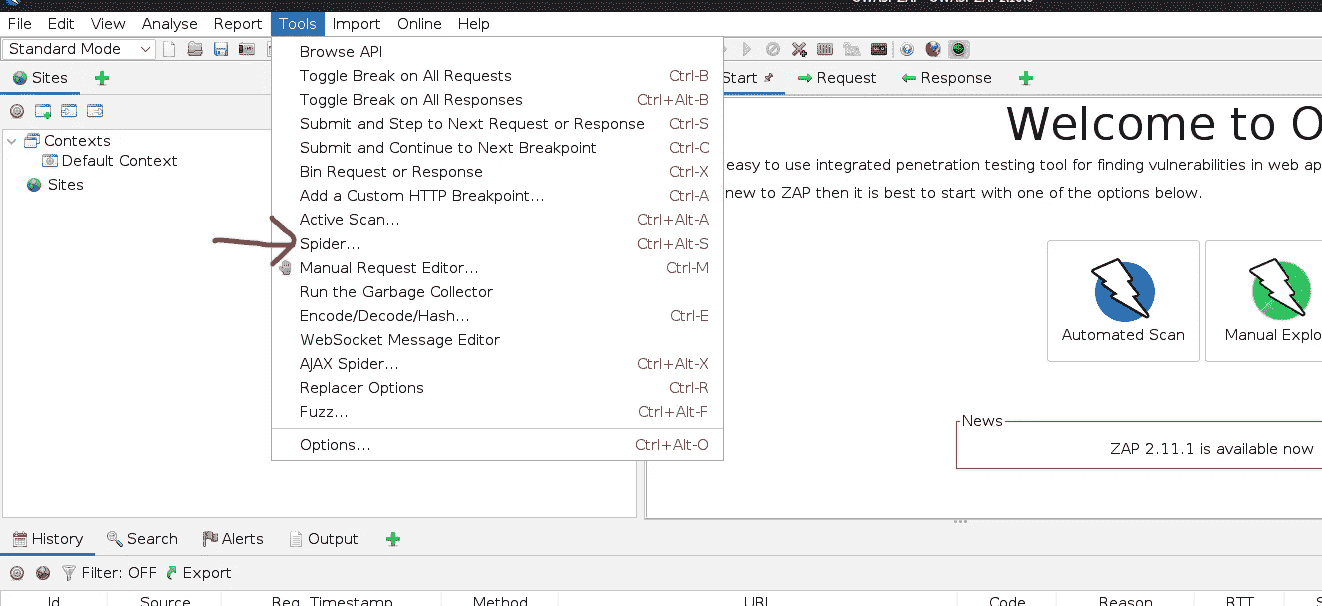 File Edit View Analyse Report Tools Import Online Help
Standard Mode
Sites
Start Request Response
Contexts
Default Context
Sites
Browse API
Toggle Break on All Requests Ctrl-B
Toggle Break on All Responses Ctrl+Alt-B
Submit and Step to Next Request or Response Ctrl-S
Submit and Continue to Next Breakpoint Ctrl-C
Bin Request or Response Ctrl-X
Add a Custom HTTP Breakpoint... Ctrl-A
Active Scan... Ctrl+Alt-A
Spider... Ctrl+Alt-S
Manual Request Editor... Ctrl-M
Run the Garbage Collector
Encode/Decode/Hash... Ctrl-E
WebSocket Message Editor
AJAX Spider... Ctrl+Alt-X
Replacer Options Ctrl-R
Fuzz... Ctrl+Alt-F
Options... Ctrl+Alt-O
Welcome to O
easy to use integrated penetration testing tool for finding vulnerabilities in web ap
new to ZAP then it is best to start with one of the options below.
Automated Scan
Manual Explo
News
ZAP 2.11.1 is available now
History Search Alerts Output
Filter: OFF Export
Id Source Req. Timestamp Method URL Code Reason RTT